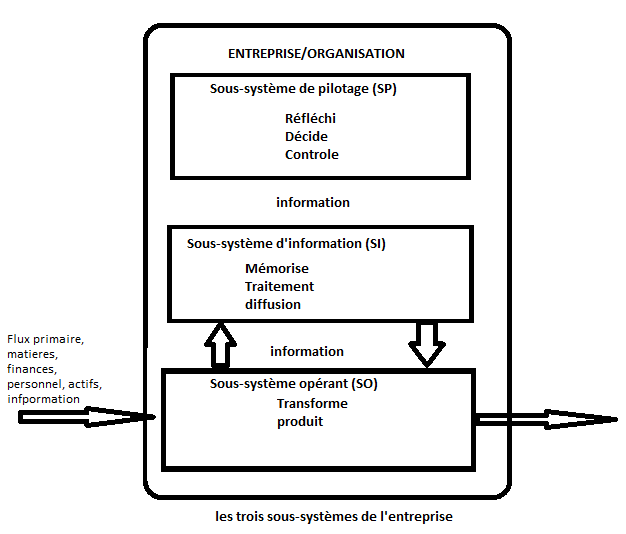 ENTREPRISE/ORGANISATION
Sous-système de pilotage (SP)
Réfléchi
Décide
Controle
information
Sous-système d'information (SI)
Mémorise
Traitement
diffusion
information
Flux primaire,
matieres,
finances,
personnel, actifs,
infpormation
Sous-système opérant (SO)
Transforme
produit
les trois sous-systèmes de l'entreprise